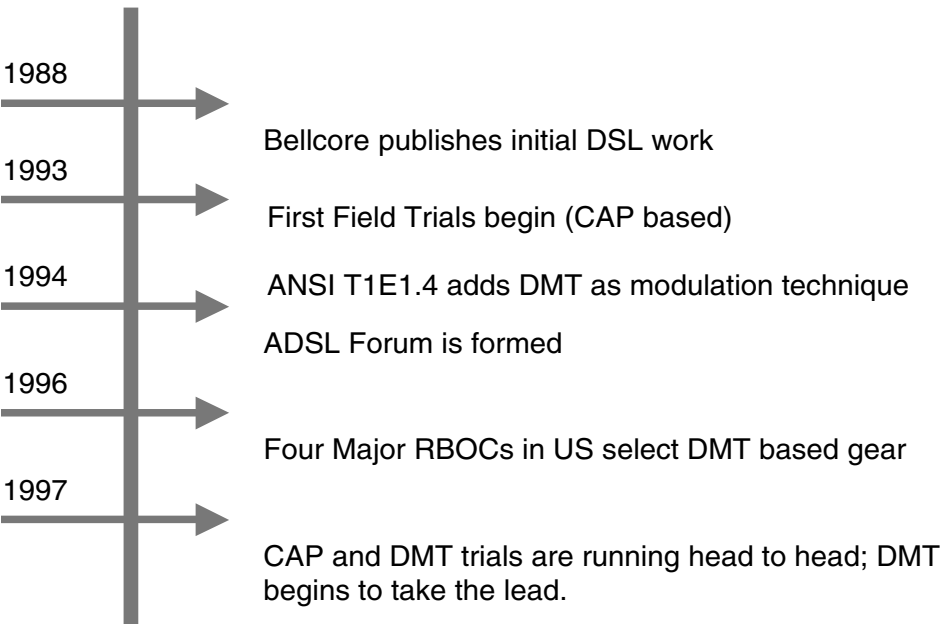 1988
Bellcore publishes initial DSL work
1993
First Field Trials begin (CAP based)
1994
ANSI T1E1.4 adds DMT as modulation technique
ADSL Forum is formed
1996
Four Major RBOCs in US select DMT based gear
1997
CAP and DMT trials are running head to head; DMT
begins to take the lead.